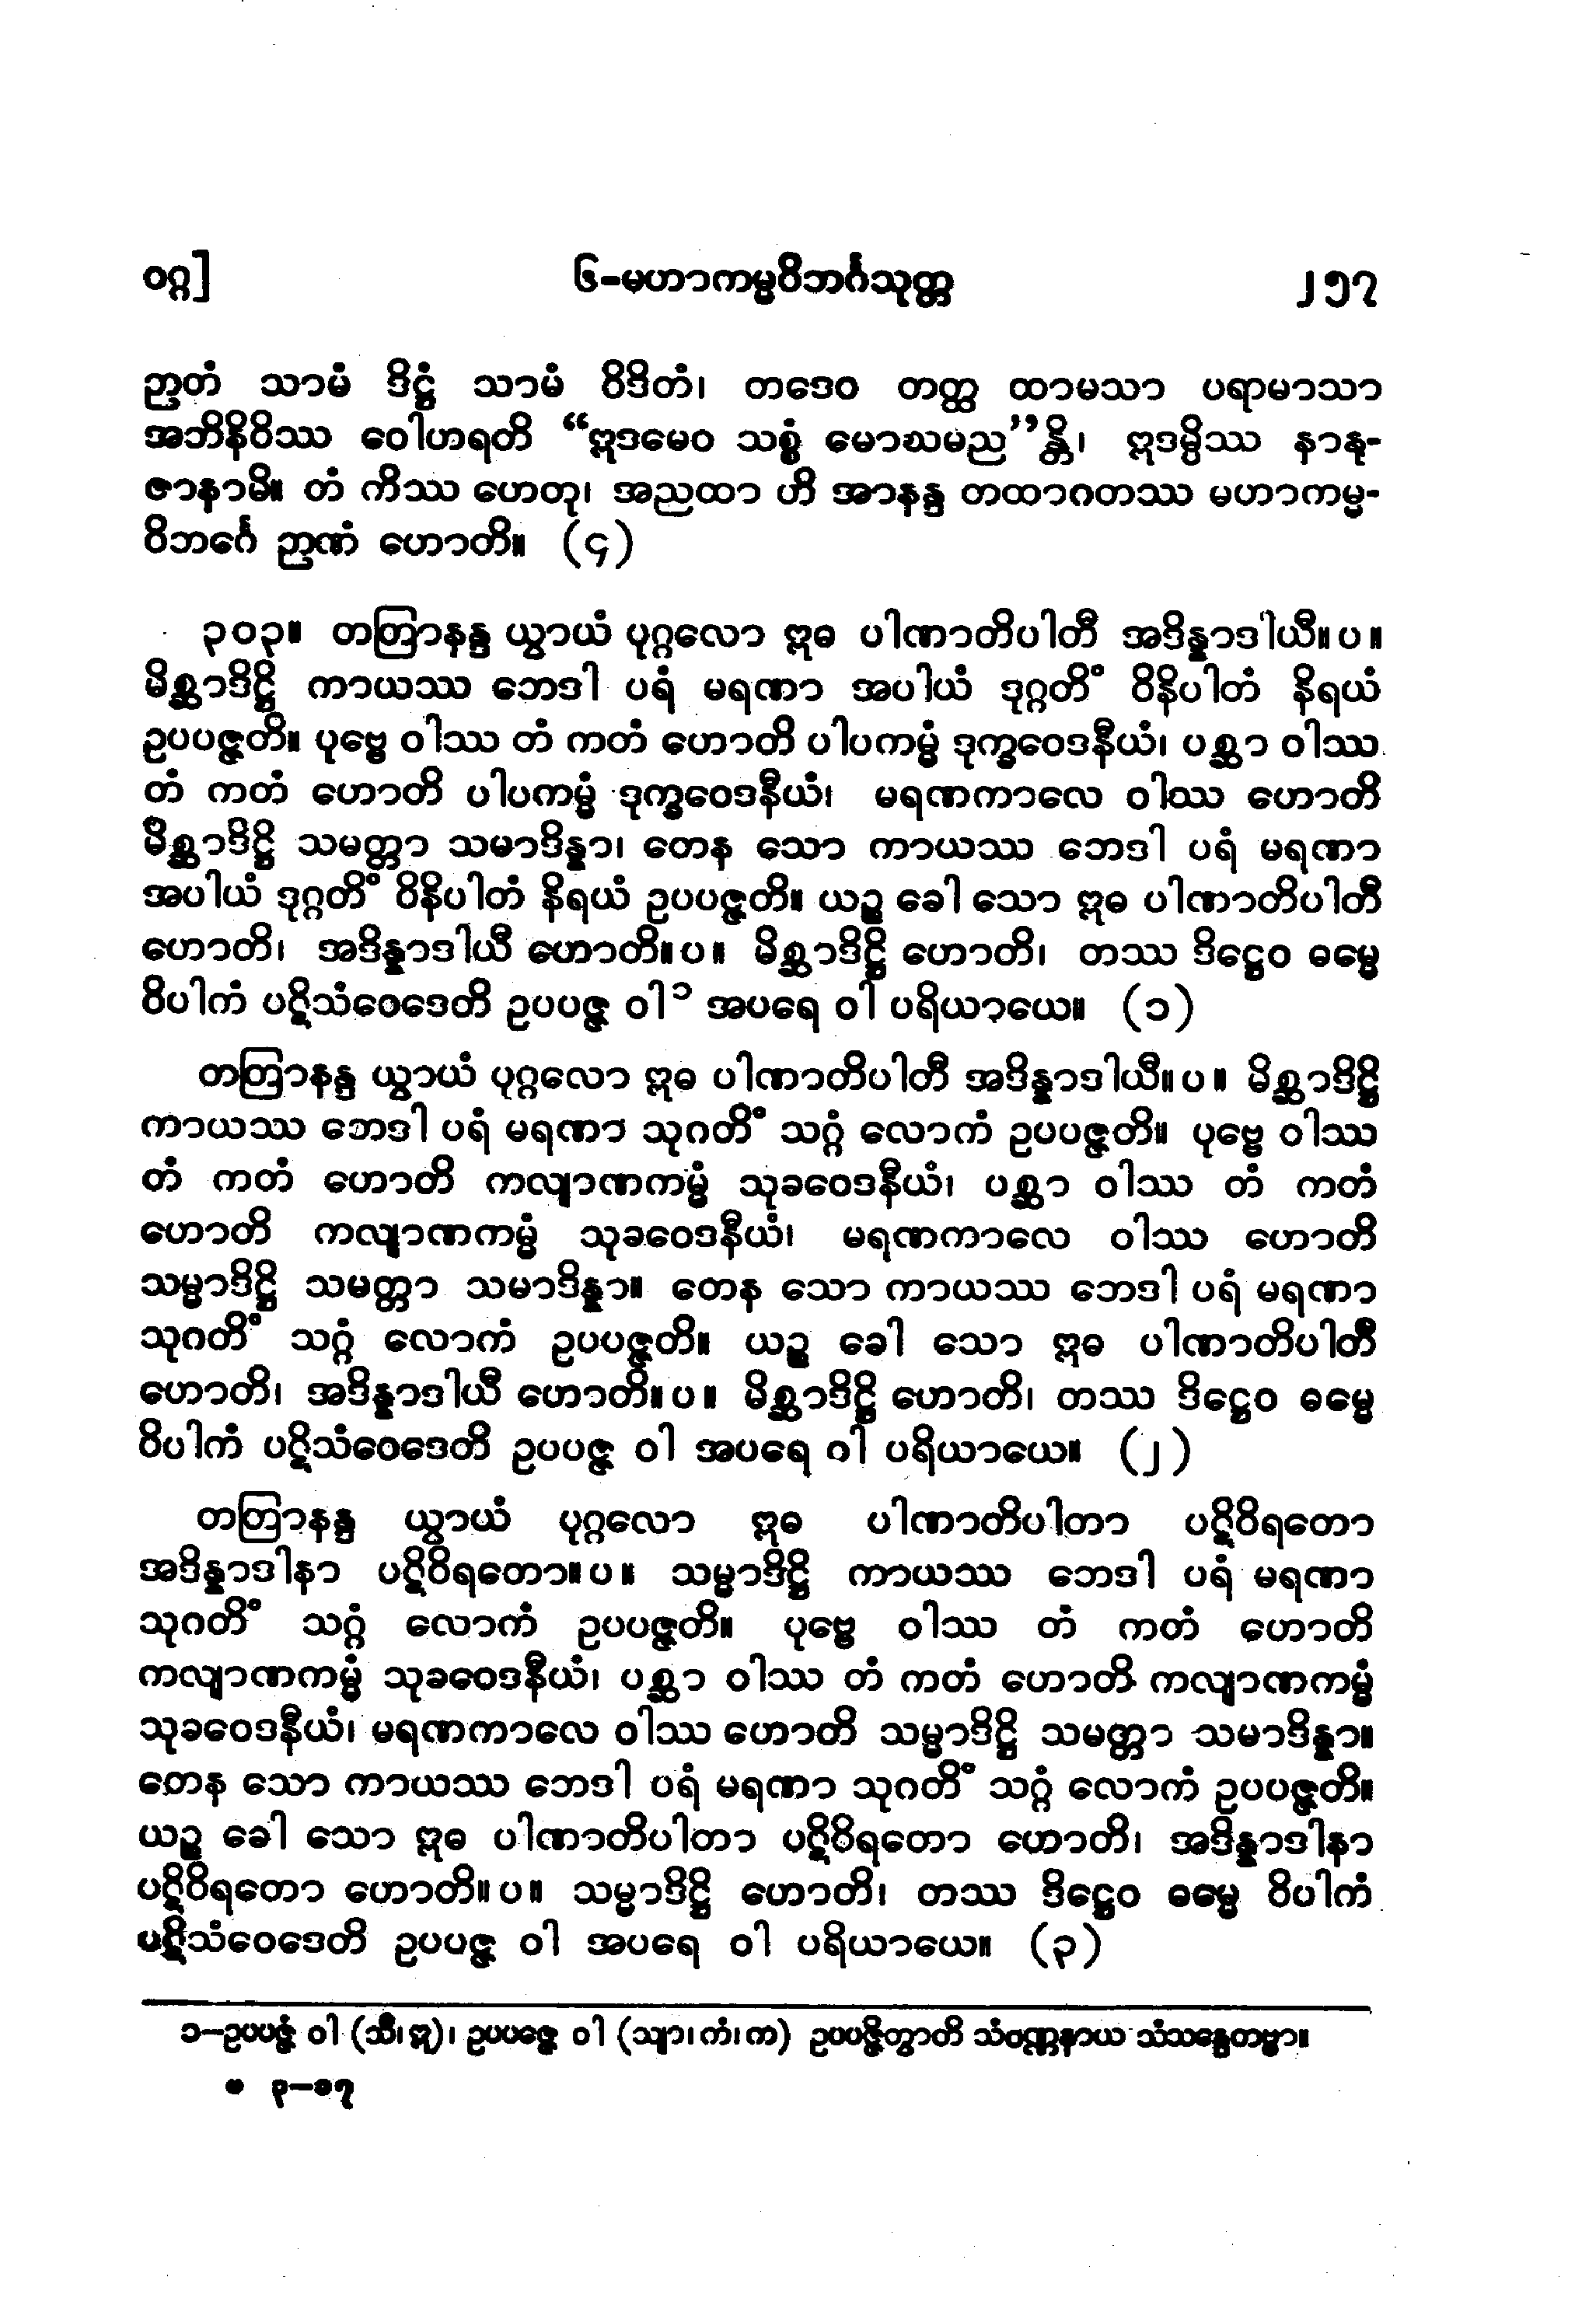 ဝဂ္ဂ] ၆-မဟာကမ္မဝိဘင်္ဂသုတ္တ ၂၅၇
ဉာတံ သာမံ ဒိဋ္ဌံ သာမံ ဝိဒိတံ၊ တဒေဝ တတ္ထ ထာမသာ ပရာမာသာ
အဘိနိဝိဿ ဝေါဟရတိ “ဣဒမေဝ သစ္စံ မောဃမည”န္တိ၊ ဣဒမ္ပိဿ နာနု-
ဇာနာမိ။ တံ ကိဿ ဟေတု၊ အညထာ ဟိ အာနန္ဒ တထာဂတဿ မဟာကမ္မ-
ဝိဘင်္ဂေ ဉာဏံ ဟောတိ။ (၄)
၃၀၃။ တတြာနန္ဒ ယွာယံ ပုဂ္ဂလော ဣဓ ပါဏာတိပါတီ အဒိန္နာဒါယီ။ပ။
မိစ္ဆာဒိဋ္ဌိ ကာယဿ ဘေဒါ ပရံ မရဏာ အပါယံ ဒုဂ္ဂတိံ ဝိနိပါတံ နိရယံ
ဥပပဇ္ဇတိ။ ပုဗ္ဗေ ဝါဿ တံ ကတံ ဟောတိ ပါပကမ္မံ ဒုက္ခဝေဒနီယံ၊ ပစ္ဆာ ဝါဿ
တံ ကတံ ဟောတိ ပါပကမ္မံ ဒုက္ခဝေဒနီယံ၊ မရဏကာလေ ဝါဿ ဟောတိ
မိစ္ဆာဒိဋ္ဌိ သမတ္တာ သမာဒိန္နာ၊ တေန သော ကာယဿ ဘေဒါ ပရံ မရဏာ
အပါယံ ဒုဂ္ဂတိံ ဝိနိပါတံ နိရယံ ဥပပဇ္ဇတိ။ ယဉ္စ ခေါ သော ဣဓ ပါဏာတိပါတီ
ဟောတိ၊ အဒိန္နာဒါယီ ဟောတိ။ပ။ မိစ္ဆာဒိဋ္ဌိ ဟောတိ၊ တဿ ဒိဋ္ဌေဝ ဓမ္မေ
ဝိပါကံ ပဋိသံဝေဒေတိ ဥပပဇ္ဇ ဝါ၁ အပရေ ဝါ ပရိယာယေ။ (၁)
တတြာနန္ဒ ယွာယံ ပုဂ္ဂလော ဣဓ ပါဏာတိပါတီ အဒိန္နာဒါယီ။ပ။ မိစ္ဆာဒိဋ္ဌိ
ကာယဿ ဘေဒါ ပရံ မရဏာ သုဂတိံ သဂ္ဂံ လောကံ ဥပပဇ္ဇတိ။ ပုဗ္ဗေ ဝါဿ
တံ ကတံ ဟောတိ ကလျာဏကမ္မံ သုခဝေဒနီယံ၊ ပစ္ဆာ ဝါဿ တံ ကတံ
ဟောတိ ကလျာဏကမ္မံ သုခဝေဒနီယံ၊ မရဏကာလေ ဝါဿ ဟောတိ
သမ္မာဒိဋ္ဌိ သမတ္တာ သမာဒိန္နာ။ တေန သော ကာယဿ ဘေဒါ ပရံ မရဏာ
သုဂတိံ သဂ္ဂံ လောကံ ဥပပဇ္ဇတိ။ ယဉ္စ ခေါ သော ဣဓ ပါဏာတိပါတီ
ဟောတိ၊ အဒိန္နာဒါယီ ဟောတိ။ပ။ မိစ္ဆာဒိဋ္ဌိ ဟောတိ၊ တဿ ဒိဋ္ဌေဝ ဓမ္မေ
ဝိပါကံ ပဋိသံဝေဒေတိ ဥပပဇ္ဇ ဝါ အပရေ ဝါ ပရိယာယေ။ (၂)
တတြာနန္ဒ ယွာယံ ပုဂ္ဂလော ဣဓ ပါဏာတိပါတာ ပဋိဝိရတော
အဒိန္နာဒါနာ ပဋိဝိရတော။ပ။ သမ္မာဒိဋ္ဌိ ကာယဿ ဘေဒါ ပရံ မရဏာ
သုဂတိံ သဂ္ဂံ လောကံ ဥပပဇ္ဇတိ။ ပုဗ္ဗေ ဝါဿ တံ ကတံ ဟောတိ
ကလျာဏကမ္မံ သုခဝေဒနီယံ၊ ပစ္ဆာ ဝါဿ တံ ကတံ ဟောတိ ကလျာဏကမ္မံ
သုခဝေဒနီယံ၊ မရဏကာလေ ဝါဿ ဟောတိ သမ္မာဒိဋ္ဌိ သမတ္တာ သမာဒိန္နာ။
တေန သော ကာယဿ ဘေဒါ ပရံ မရဏာ သုဂတိံ သဂ္ဂံ လောကံ ဥပပဇ္ဇတိ။
ယဉ္စ ခေါ သော ဣဓ ပါဏာတိပါတာ ပဋိဝိရတော ဟောတိ၊ အဒိန္နာဒါနာ
ပဋိဝိရတော ဟောတိ။ပ။ သမ္မာဒိဋ္ဌိ ဟောတိ၊ တဿ ဒိဋ္ဌေဝ ဓမ္မေ ဝိပါကံ
ပဋိသံဝေဒေတိ ဥပပဇ္ဇ ဝါ အပရေ ဝါ ပရိယာယေ။ (၃)
၁-ဥပပဇ္ဇံ ဝါ (သီ၊ဣ)၊ ဥပပဇ္ဇေ ဝါ (သျာ၊ကံ၊က) ဥပပဇ္ဇိတွာတိ သံဝဏ္ဏနာယ သံသန္ဒေတဗ္ဗာ။
မ ၃-၁၇